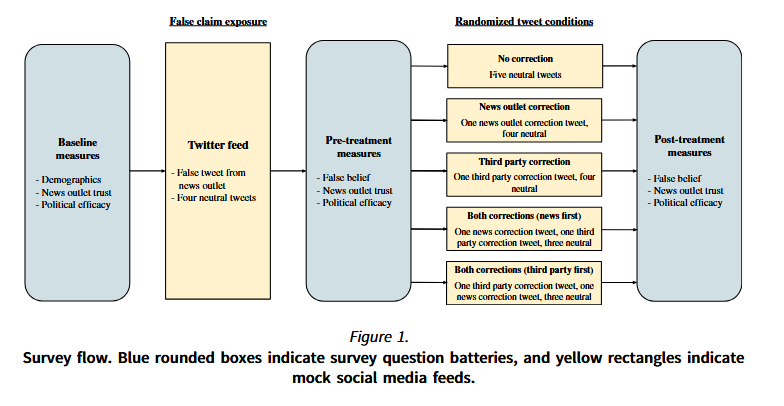 False claim exposure
Randomized tweet conditions
Baseline
measures
- Demographics
- News outlet trust
- Political efficacy
Twitter feed
- False tweet from
news outlet
- Four neutral tweets
Pre-treatment
measures
- False belief
- News outlet trust
- Political efficacy
No correction
Five neutral tweets
News outlet correction
One news outlet correction tweet,
four neutral
Third party correction
One third party correction tweet, four
neutral
Both corrections (news first)
One news correction tweet, one third
party correction tweet, three neutral
Both corrections (third party first)
One third party correction tweet, one
news correction tweet, three neutral
Post-treatment
measures
- False belief
- News outlet trust
- Political efficacy
Figure 1.
Survey flow. Blue rounded boxes indicate survey question batteries, and yellow rectangles indicate
mock social media feeds.